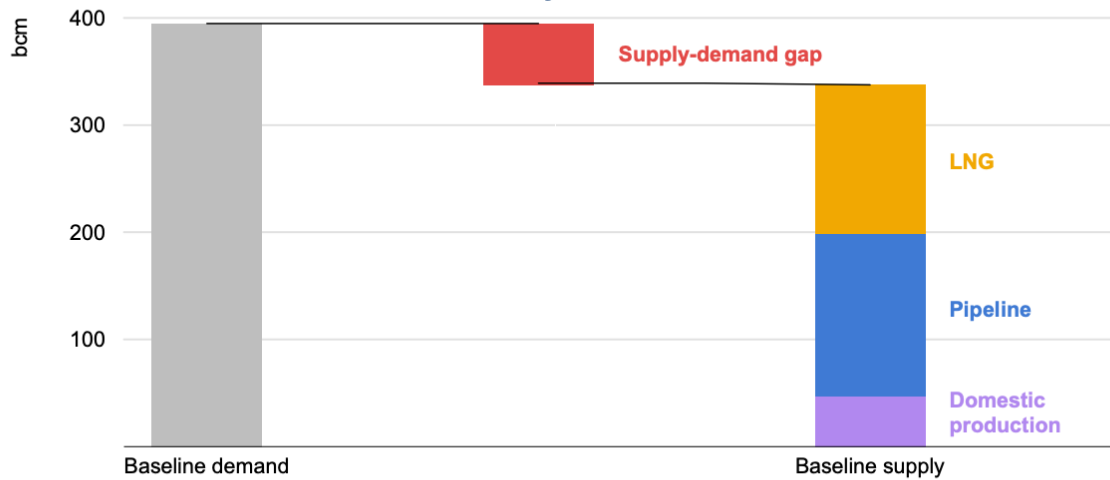 bcm
400
300
200
100
Supply-demand gap
LNG
Pipeline
Domestic
production
Baseline demand
Baseline supply